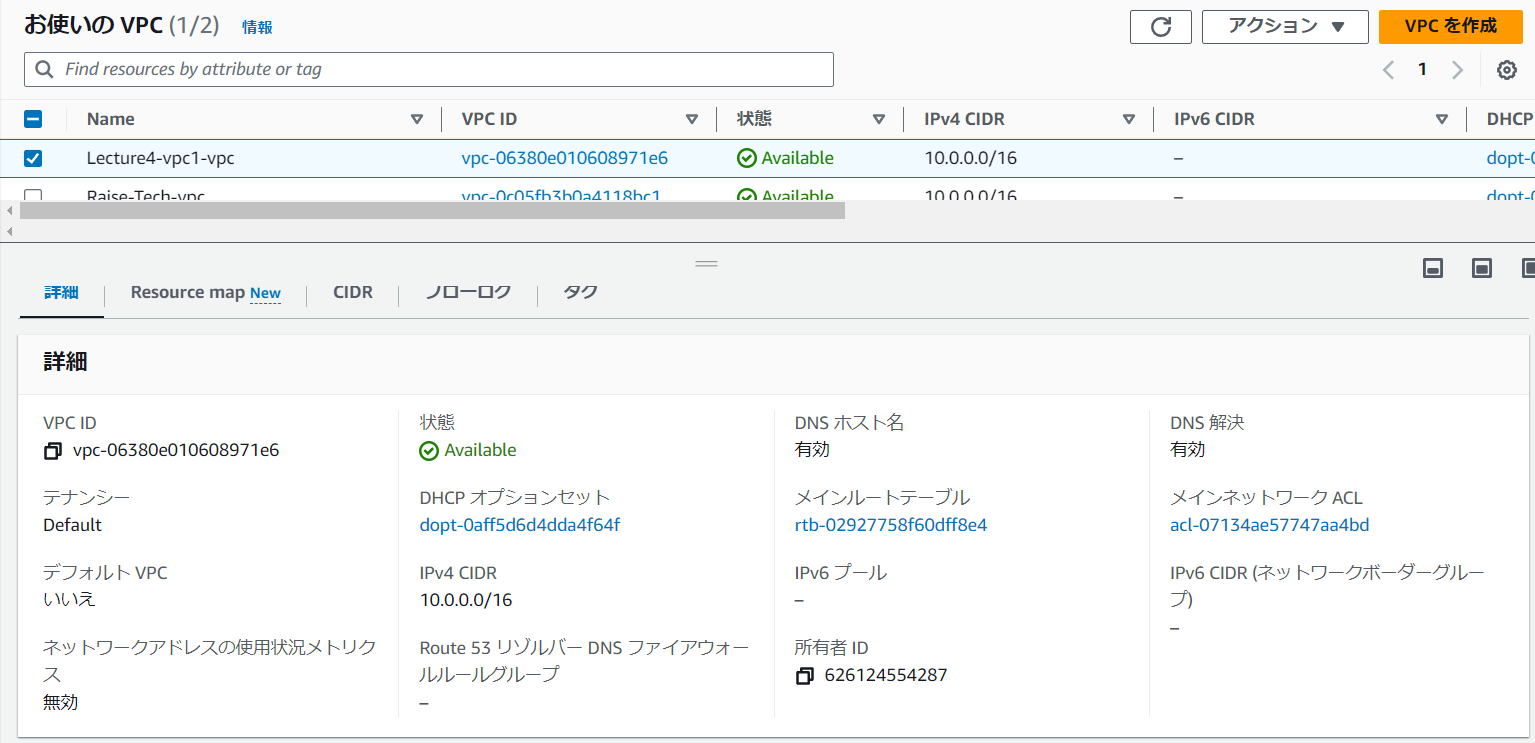 お使いの VPC (1/2) 情報
アクション ▼
VPC を作成
Find resources by attribute or tag
1
Name VPC ID 状態 IPv4 CIDR IPv6 CIDR DHCP
Lecture4-vpc1-vpc vpc-06380e010608971e6 Available 10.0.0.0/16 – dopt-0
Raise-Tech-vpc vpc-0c05fb3b0a4118bc1 Available 10.0.0.0/16 – dopt-0
詳細 Resource map New CIDR フローログ タグ
詳細
VPC ID
vpc-06380e010608971e6
状態
Available
DNS ホスト名
有効
DNS 解決
有効
テナンシー
Default
DHCP オプションセット
dopt-0aff5d6d4dda4f64f
メインルートテーブル
rtb-02927758f60dff8e4
メインネットワーク ACL
acl-07134ae57747aa4bd
デフォルト VPC
いいえ
IPv4 CIDR
10.0.0.0/16
IPv6 プール
–
IPv6 CIDR (ネットワークボーダーグルー
プ)
–
ネットワークアドレスの使用状況メトリク
ス
無効
Route 53 リゾルバー DNS ファイアウォー
ルルールグループ
–
所有者 ID
626124554287